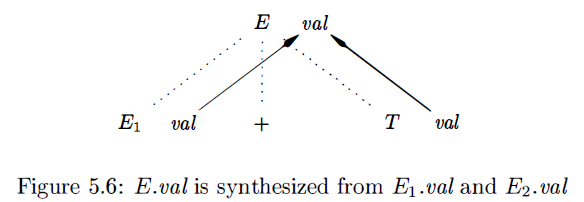 E val
E₁ val + T val
Figure 5.6: E.val is synthesized from E₁.val and E₂.val